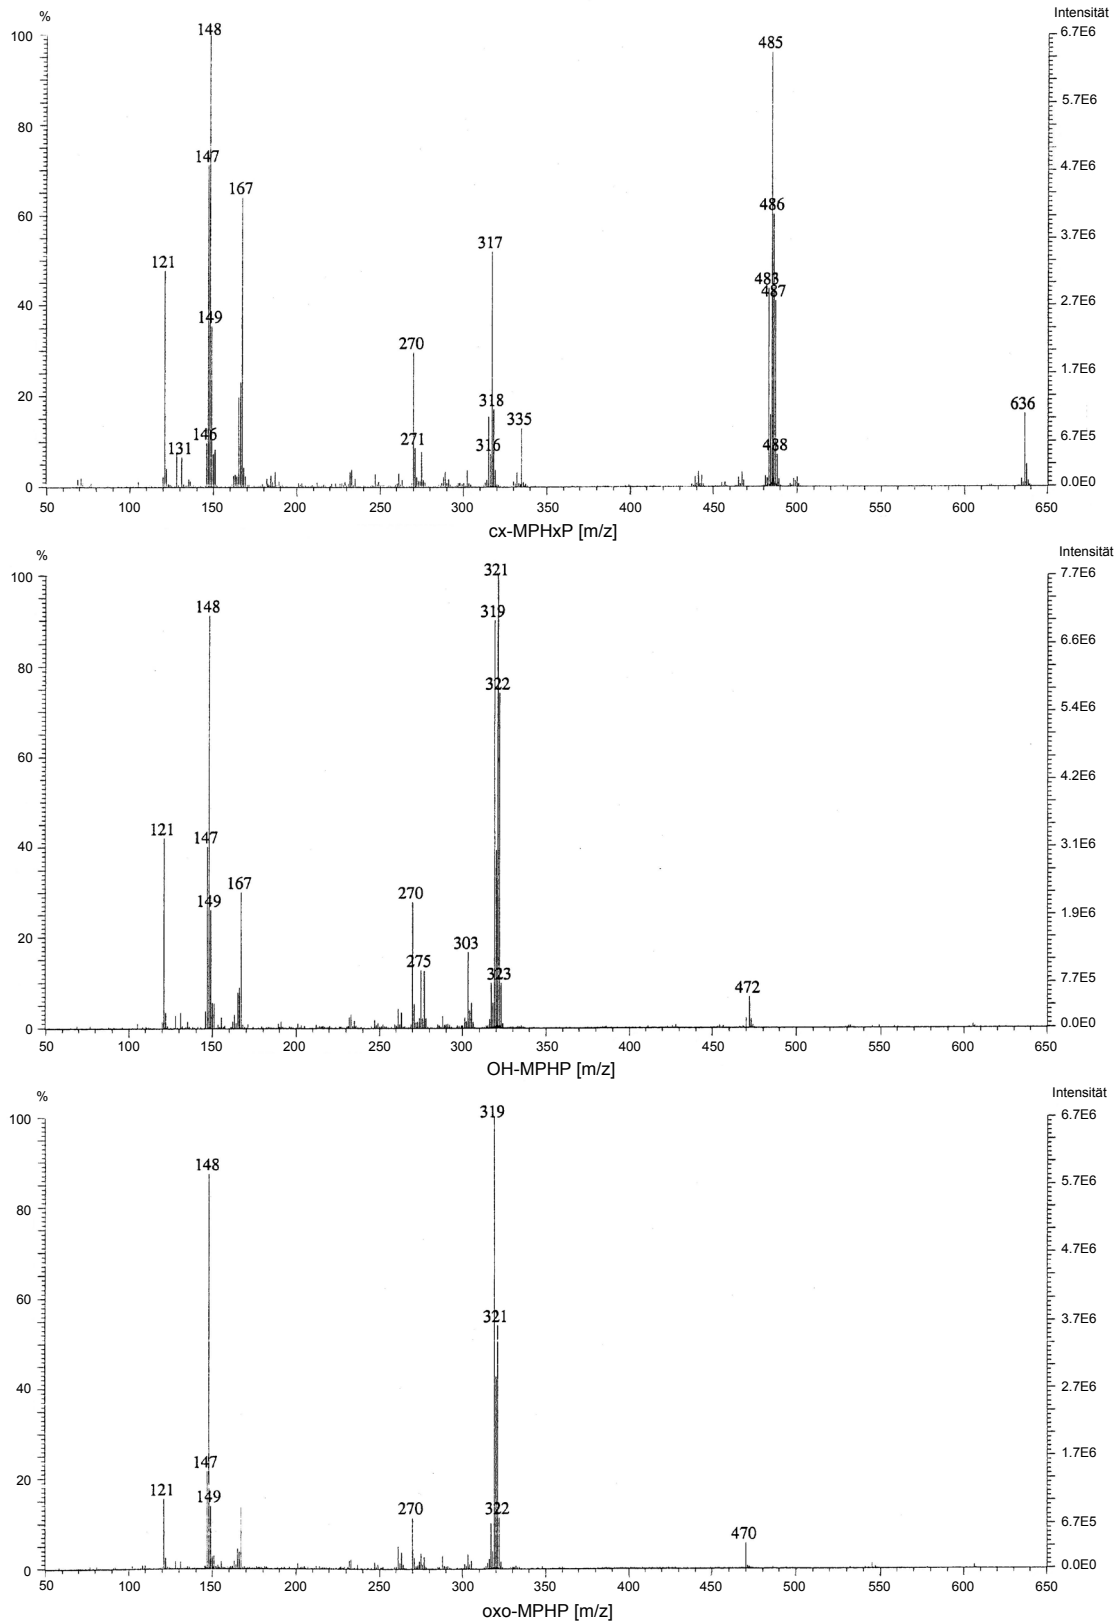 % Intensität
100 6.7E6
148
485
5.7E6
80
147
4.7E6
167
486
60
3.7E6
317
121
483
487
40
149
2.7E6
270
1.7E6
20
318
335
636
146
271
316
488
6.7E5
131
0 0.0E0
50 100 150 200 250 300 350 400 450 500 550 600 650
cx-MPHxP [m/z]
% Intensität
100 321 7.7E6
148
319
6.6E6
80
322
5.4E6
60
4.2E6
121
147
40
3.1E6
167
149
270
1.9E6
20
303
275
323
7.7E5
472
0 0.0E0
50 100 150 200 250 300 350 400 450 500 550 600 650
OH-MPHP [m/z]
% Intensität
100 319 6.7E6
148
5.7E6
80
4.7E6
60
321
3.7E6
40
2.7E6
147
1.7E6
20
121
149
270
322
6.7E5
470
0 0.0E0
50 100 150 200 250 300 350 400 450 500 550 600 650
oxo-MPHP [m/z]